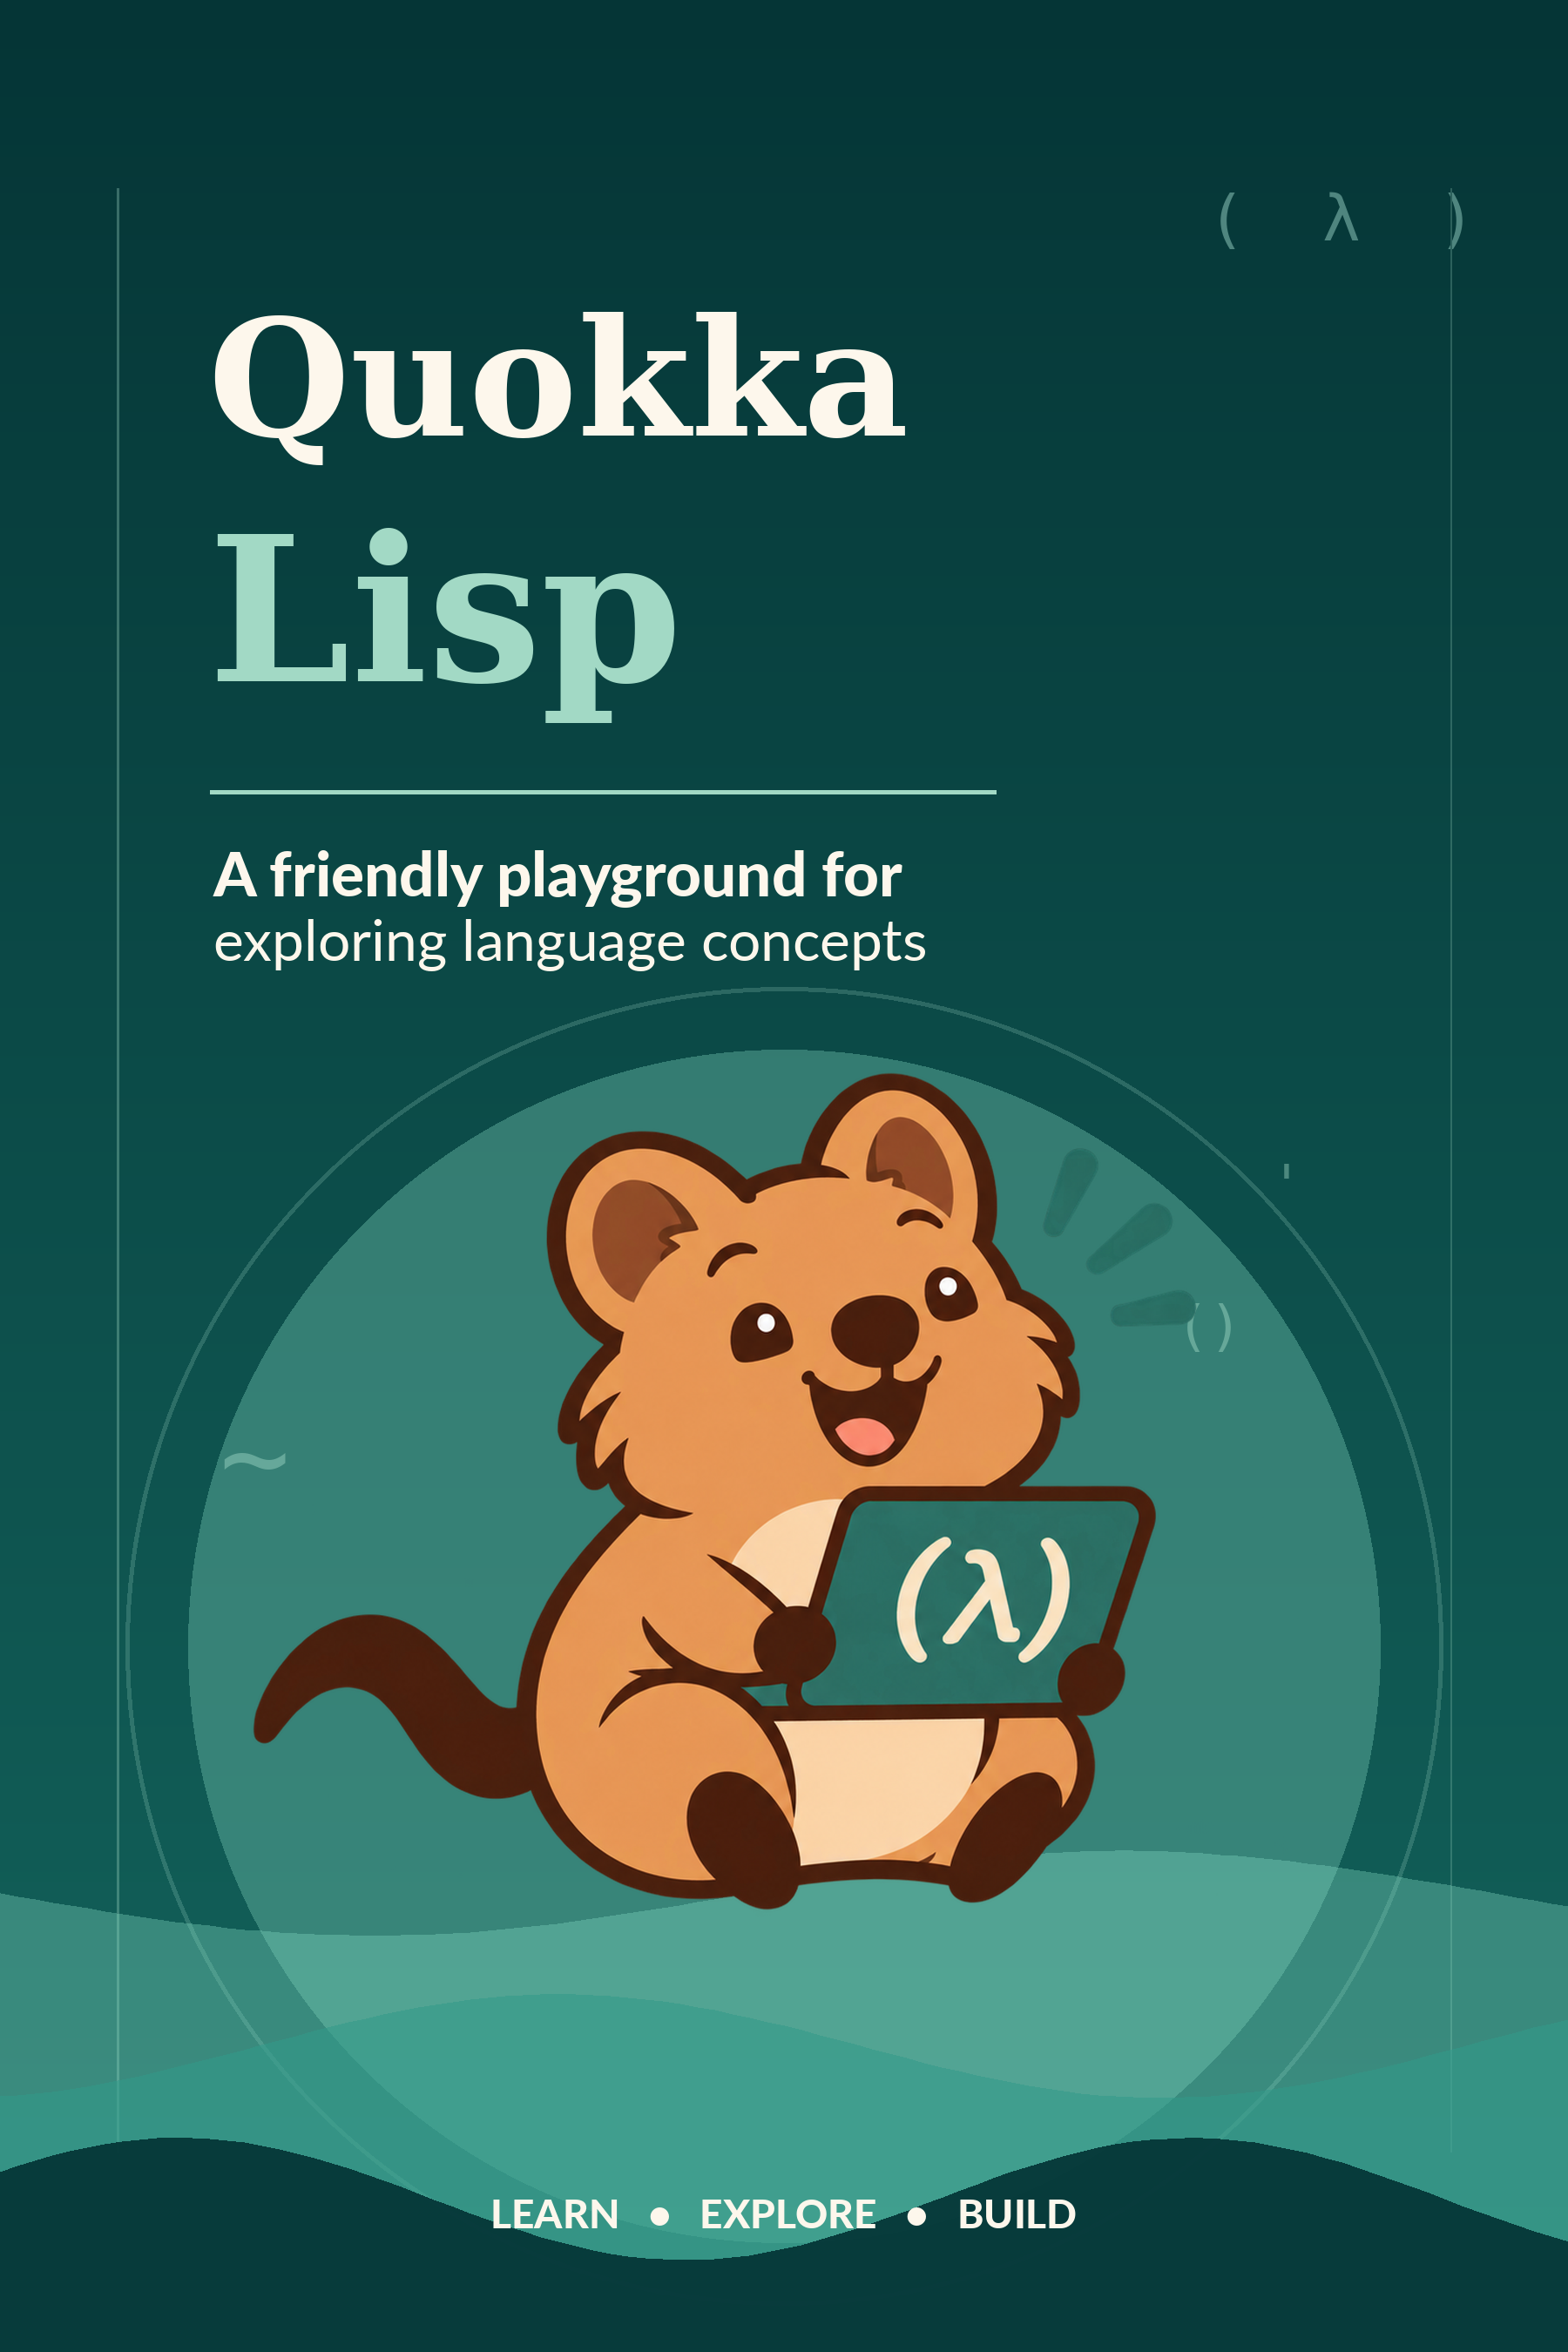 ( λ )
Quokka
Lisp
A friendly playground for
exploring language concepts
'
( )
~
(λ)
LEARN • EXPLORE • BUILD